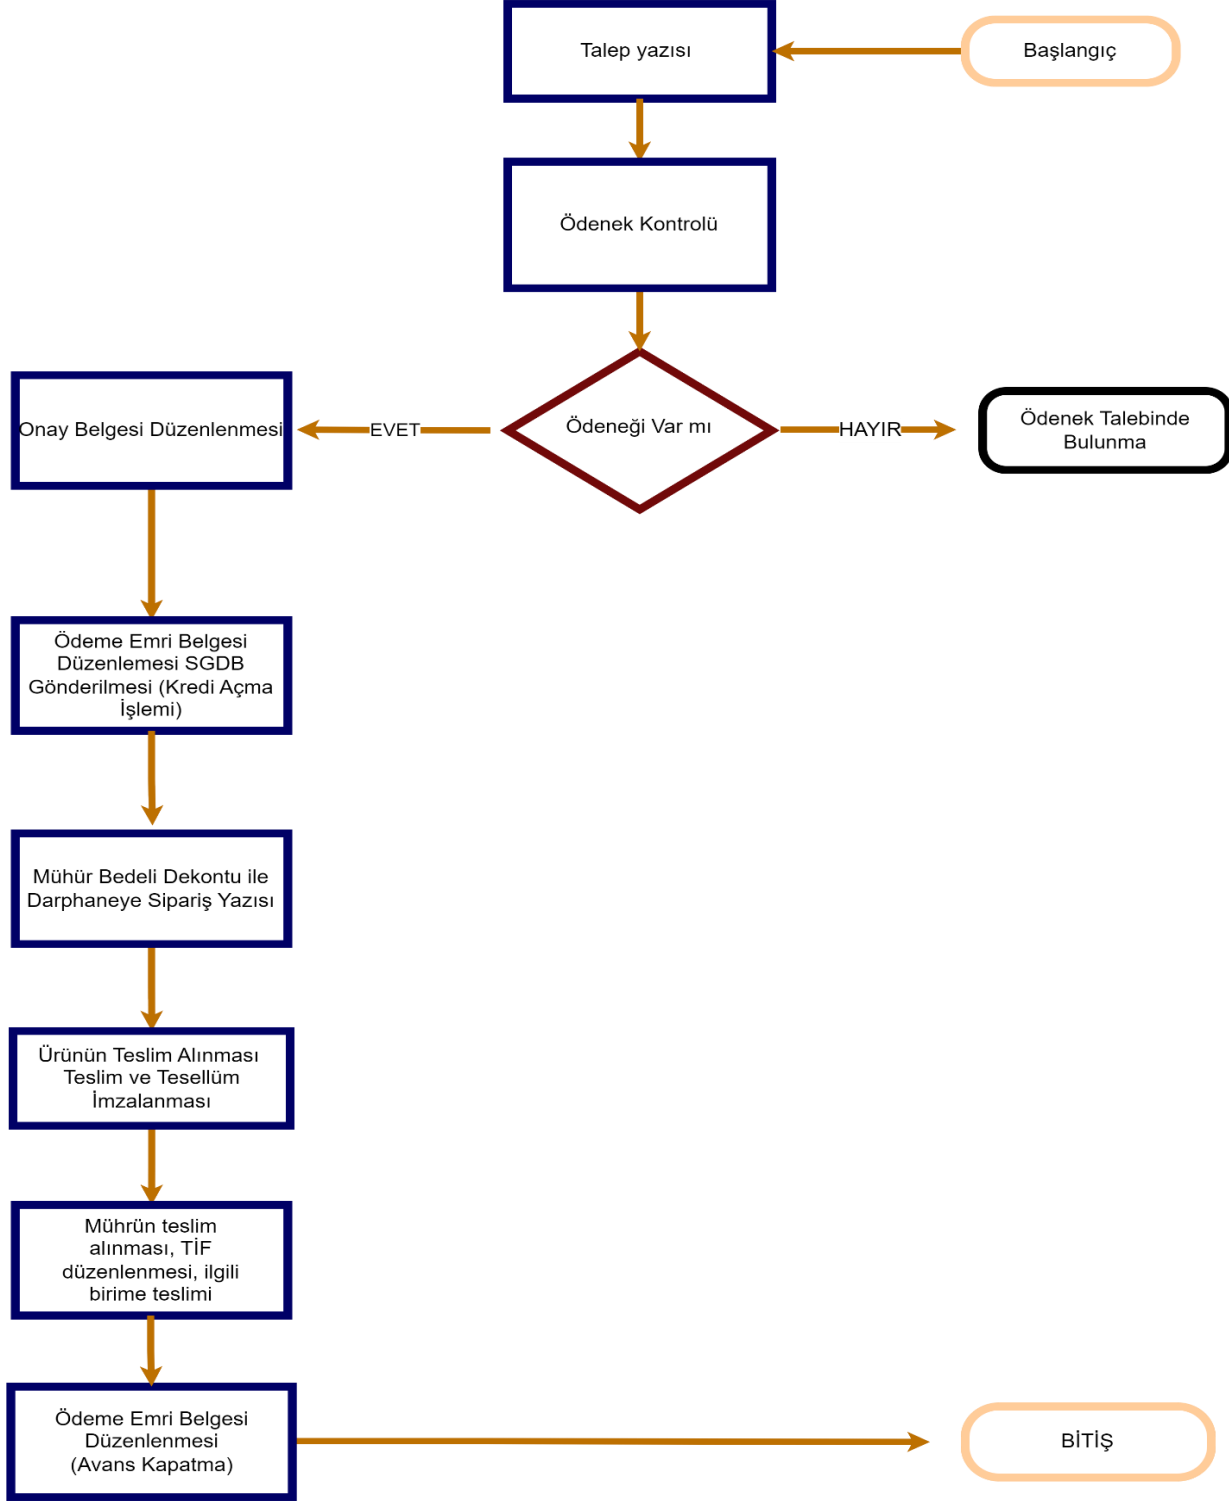 Talep yazısı
Başlangıç
Ödenek Kontrolü
Onay Belgesi Düzenlenmesi
EVET
Ödeneği Var mı
HAYIR
Ödenek Talebinde
Bulunma
Ödeme Emri Belgesi
Düzenlemesi SGDB
Gönderilmesi (Kredi Açma
İşlemi)
Mühür Bedeli Dekontu ile
Darphaneye Sipariş Yazısı
Ürünün Teslim Alınması
Teslim ve Tesellüm
İmzalanması
Mührün teslim
alınması, TİF
düzenlenmesi, ilgili
birime teslimi
Ödeme Emri Belgesi
Düzenlenmesi
(Avans Kapatma)
BİTİŞ